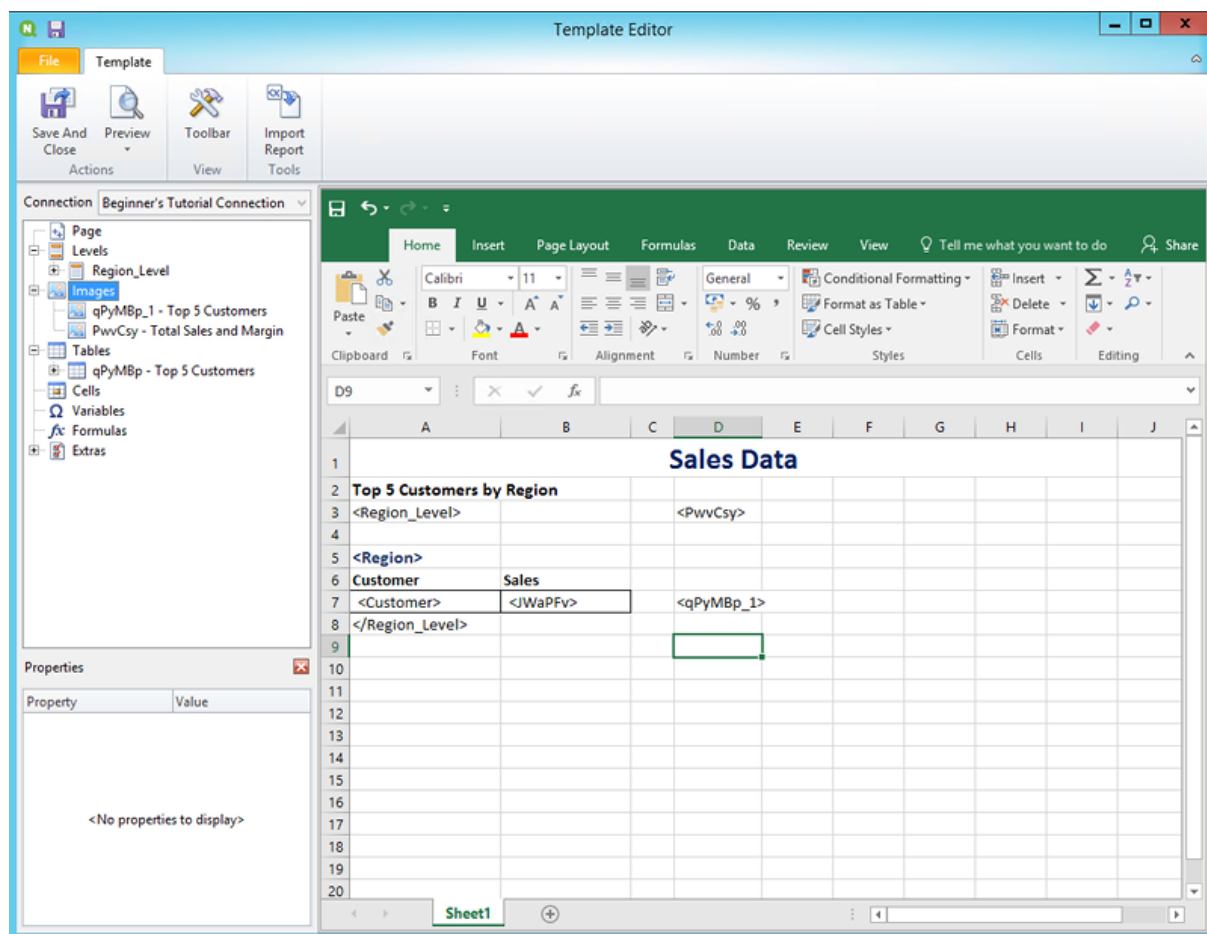 Template Editor
File Template
Save And Close Preview Toolbar Import Report
Actions View Tools
Connection Beginner's Tutorial Connection
Page
Levels
Region_Level
Images
qPyMBp_1 - Top 5 Customers
PwvCsy - Total Sales and Margin
Tables
qPyMBp - Top 5 Customers
Cells
Variables
Formulas
Extras
Properties
Property Value
<No properties to display>
Home Insert Page Layout Formulas Data Review View Tell me what you want to do Share
Paste
Calibri 11
B I U A A
A
General
% ,
Conditional Formatting
Format as Table
Cell Styles
Insert
Delete
Format
Clipboard Font Alignment Number Styles Cells Editing
D9 fx
A B C D E F G H I J
1 Sales Data
2 Top 5 Customers by Region
3 <Region_Level> <PwvCsy>
4
5 <Region>
6 Customer Sales
7 <Customer> <JWaPFv> <qPyMBp_1>
8 </Region_Level>
9
10
11
12
13
14
15
16
17
18
19
20
Sheet1